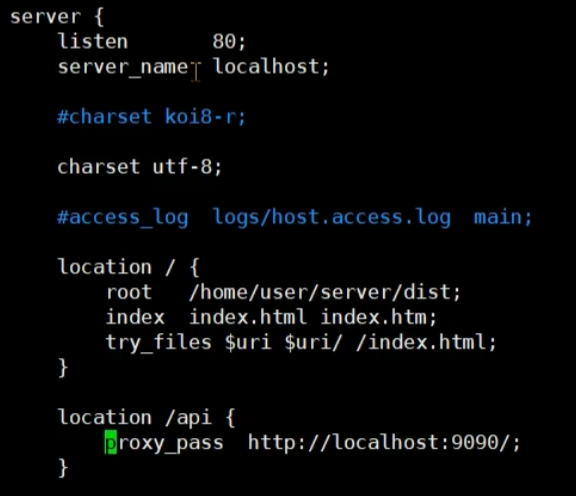 server {
    listen       80;
    server_name  localhost;

    #charset koi8-r;

    charset utf-8;

    #access_log  logs/host.access.log  main;

    location / {
        root   /home/user/server/dist;
        index  index.html index.htm;
        try_files $uri $uri/ /index.html;
    }

    location /api {
        proxy_pass  http://localhost:9090/;
    }